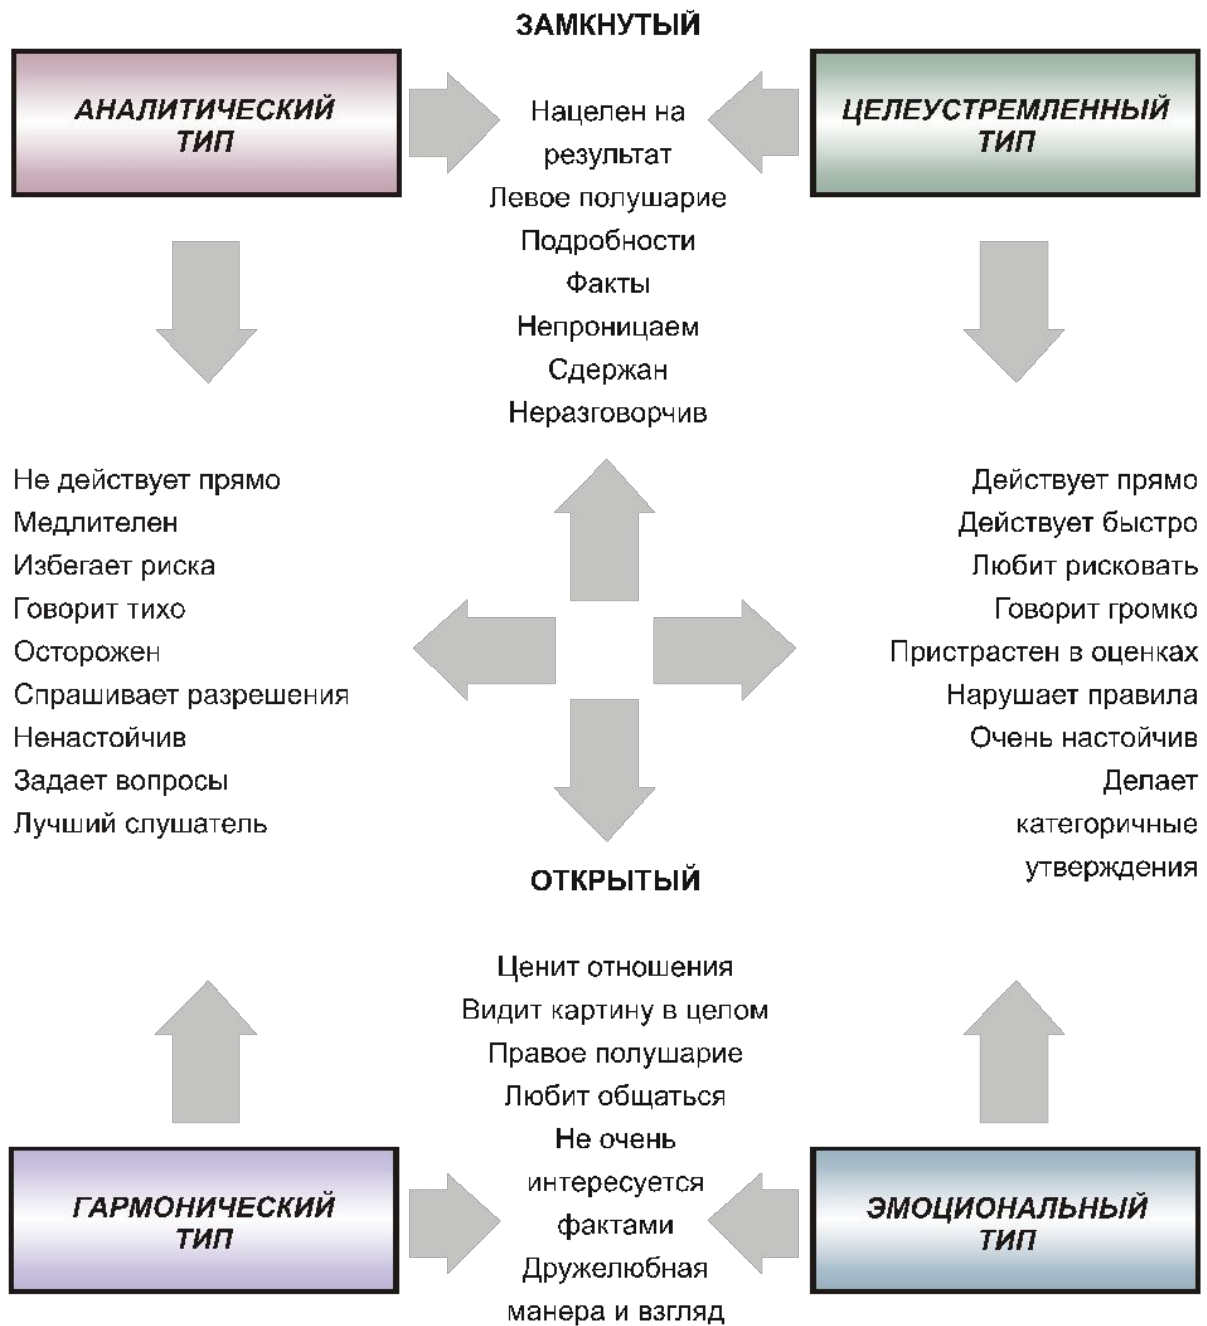 ЗАМКНУТЫЙ
АНАЛИТИЧЕСКИЙ
ТИП
ЦЕЛЕУСТРЕМЛЕННЫЙ
ТИП
Нацелен на
результат
Левое полушарие
Подробности
Факты
Непроницаем
Сдержан
Неразговорчив
Не действует прямо
Медлителен
Избегает риска
Говорит тихо
Осторожен
Спрашивает разрешения
Ненастойчив
Задает вопросы
Лучший слушатель
Действует прямо
Действует быстро
Любит рисковать
Говорит громко
Пристрастен в оценках
Нарушает правила
Очень настойчив
Делает
категоричные
утверждения
ОТКРЫТЫЙ
Ценит отношения
Видит картину в целом
Правое полушарие
Любит общаться
Не очень
интересуется
фактами
Дружелюбная
манера и взгляд
ГАРМОНИЧЕСКИЙ
ТИП
ЭМОЦИОНАЛЬНЫЙ
ТИП